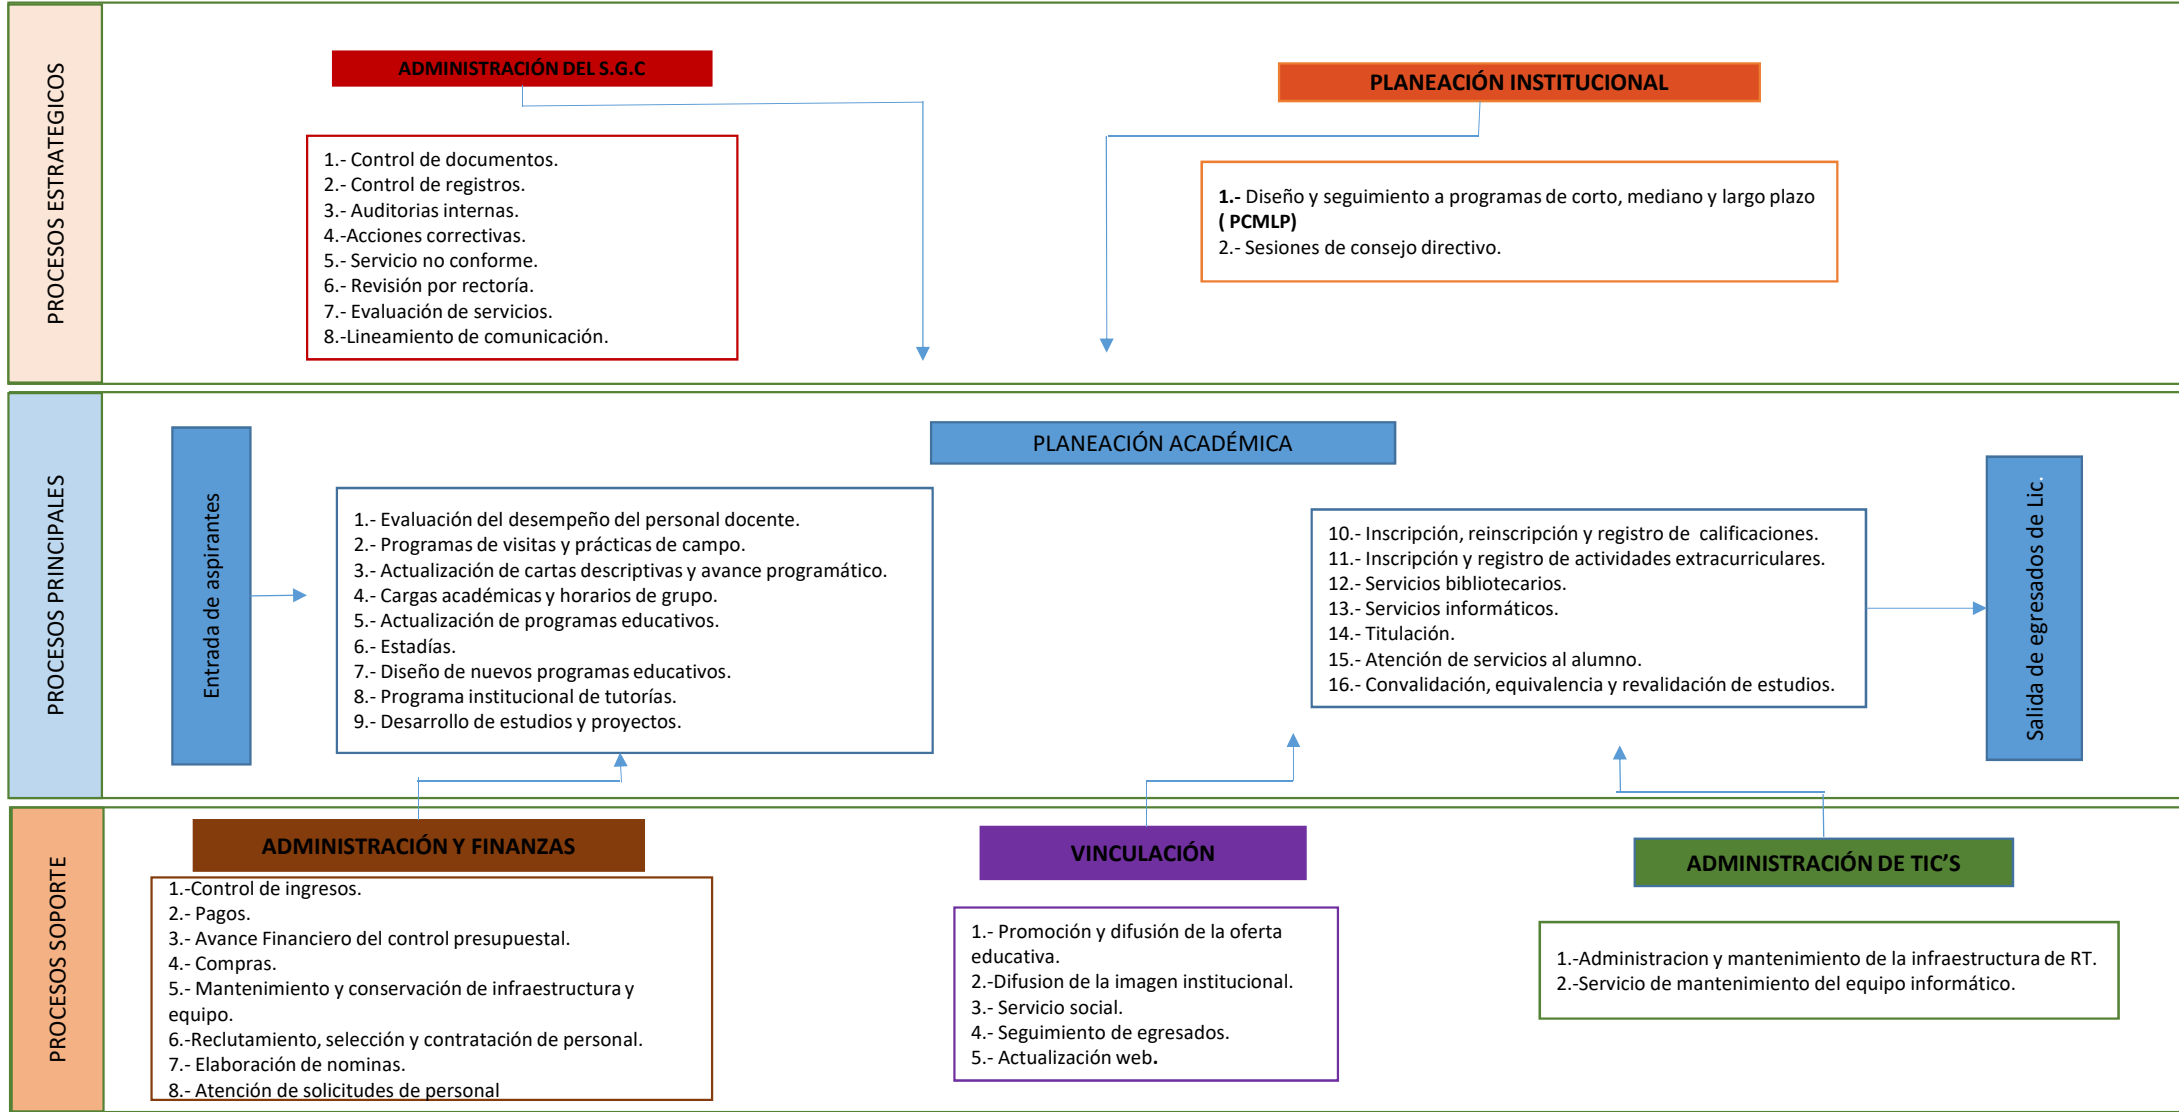 PROCESOS ESTRATEGICOS
ADMINISTRACIÓN DEL S.G.C
1.- Control de documentos.
2.- Control de registros.
3.- Auditorias internas.
4.-Acciones correctivas.
5.- Servicio no conforme.
6.- Revisión por rectoría.
7.- Evaluación de servicios.
8.-Lineamiento de comunicación.
PLANEACIÓN INSTITUCIONAL
1.- Diseño y seguimiento a programas de corto, mediano y largo plazo
( PCMLP)
2.- Sesiones de consejo directivo.
PROCESOS PRINCIPALES
Entrada de aspirantes
PLANEACIÓN ACADÉMICA
1.- Evaluación del desempeño del personal docente.
2.- Programas de visitas y prácticas de campo.
3.- Actualización de cartas descriptivas y avance programático.
4.- Cargas académicas y horarios de grupo.
5.- Actualización de programas educativos.
6.- Estadías.
7.- Diseño de nuevos programas educativos.
8.- Programa institucional de tutorías.
9.- Desarrollo de estudios y proyectos.
10.- Inscripción, reinscripción y registro de  calificaciones.
11.- Inscripción y registro de actividades extracurriculares.
12.- Servicios bibliotecarios.
13.- Servicios informáticos.
14.- Titulación.
15.- Atención de servicios al alumno.
16.- Convalidación, equivalencia y revalidación de estudios.
Salida de egresados de Lic.
PROCESOS SOPORTE
ADMINISTRACIÓN Y FINANZAS
1.-Control de ingresos.
2.- Pagos.
3.- Avance Financiero del control presupuestal.
4.- Compras.
5.- Mantenimiento y conservación de infraestructura y
equipo.
6.-Reclutamiento, selección y contratación de personal.
7.- Elaboración de nominas.
8.- Atención de solicitudes de personal
VINCULACIÓN
1.- Promoción y difusión de la oferta
educativa.
2.-Difusion de la imagen institucional.
3.- Servicio social.
4.- Seguimiento de egresados.
5.- Actualización web.
ADMINISTRACIÓN DE TIC'S
1.-Administracion y mantenimiento de la infraestructura de RT.
2.-Servicio de mantenimiento del equipo informático.